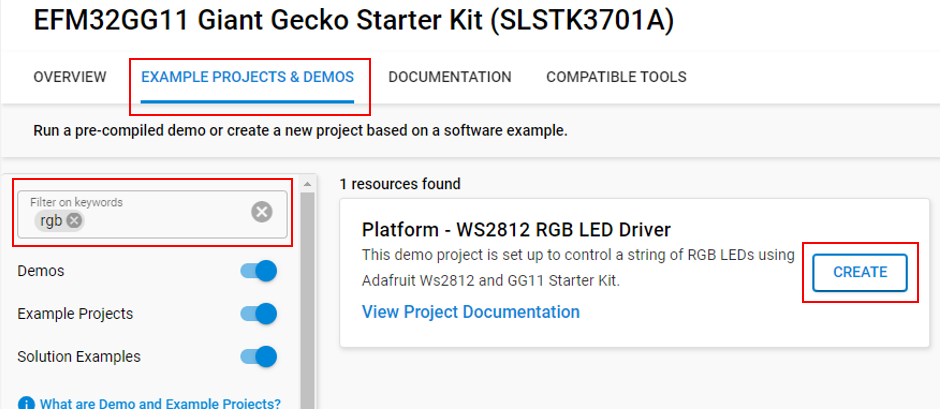 EFM32GG11 Giant Gecko Starter Kit (SLSTK3701A)
OVERVIEW EXAMPLE PROJECTS & DEMOS DOCUMENTATION COMPATIBLE TOOLS
Run a pre-compiled demo or create a new project based on a software example.
Filter on keywords
rgb
Demos
Example Projects
Solution Examples
What are Demo and Example Projects?
1 resources found
Platform - WS2812 RGB LED Driver
This demo project is set up to control a string of RGB LEDs using
Adafruit Ws2812 and GG11 Starter Kit.
View Project Documentation
CREATE